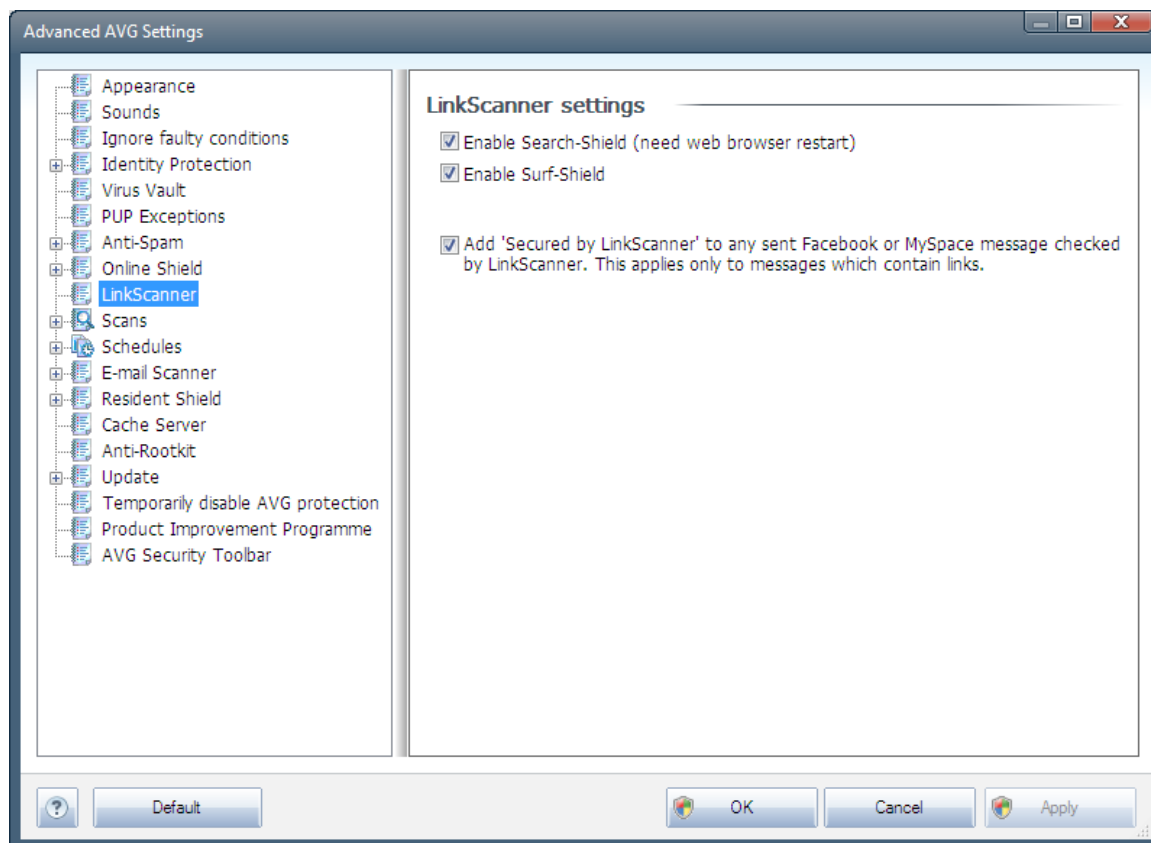 Advanced AVG Settings
Appearance
Sounds
Ignore faulty conditions
Identity Protection
Virus Vault
PUP Exceptions
Anti-Spam
Online Shield
LinkScanner
Scans
Schedules
E-mail Scanner
Resident Shield
Cache Server
Anti-Rootkit
Update
Temporarily disable AVG protection
Product Improvement Programme
AVG Security Toolbar
LinkScanner settings
Enable Search-Shield (need web browser restart)
Enable Surf-Shield
Add 'Secured by LinkScanner' to any sent Facebook or MySpace message checked
by LinkScanner. This applies only to messages which contain links.
Default
OK
Cancel
Apply